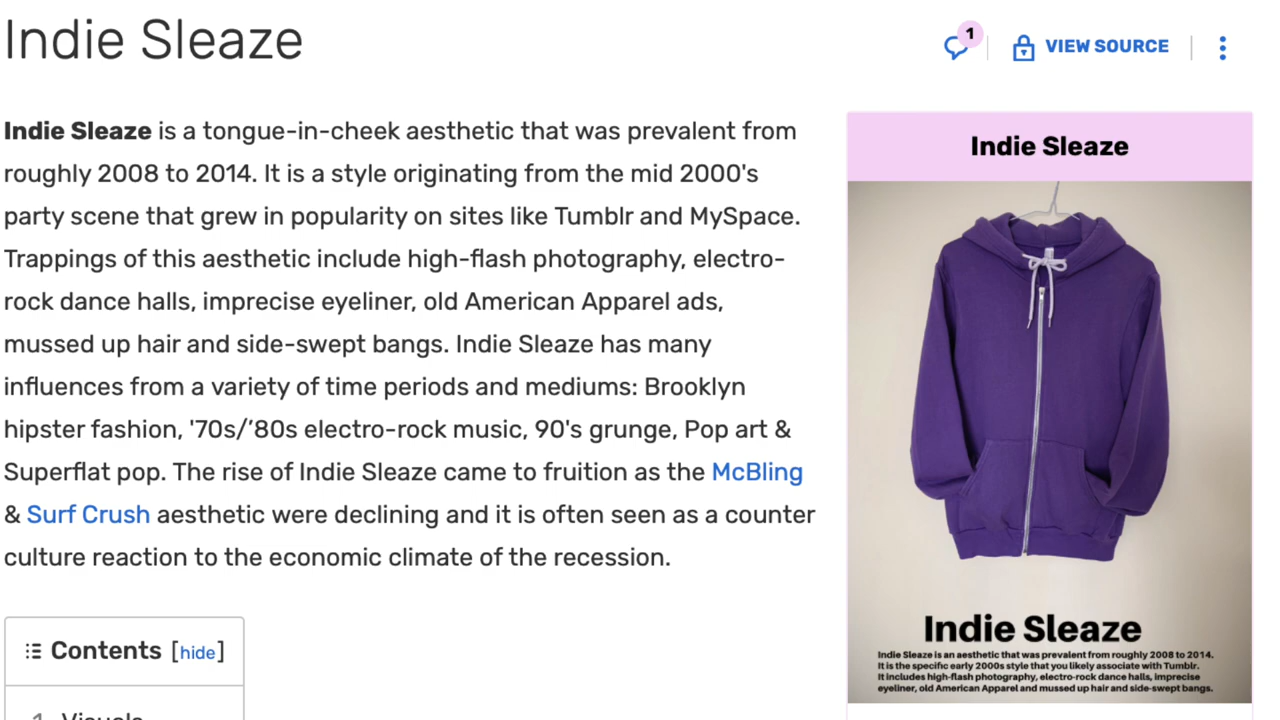 Indie Sleaze
1
VIEW SOURCE
Indie Sleaze is a tongue-in-cheek aesthetic that was prevalent from
roughly 2008 to 2014. It is a style originating from the mid 2000's
party scene that grew in popularity on sites like Tumblr and MySpace.
Trappings of this aesthetic include high-flash photography, electro-
rock dance halls, imprecise eyeliner, old American Apparel ads,
mussed up hair and side-swept bangs. Indie Sleaze has many
influences from a variety of time periods and mediums: Brooklyn
hipster fashion, '70s/’80s electro-rock music, 90's grunge, Pop art &
Superflat pop. The rise of Indie Sleaze came to fruition as the McBling
& Surf Crush aesthetic were declining and it is often seen as a counter
culture reaction to the economic climate of the recession.
Contents [hide]
1 Visuals
Indie Sleaze
Indie Sleaze
Indie Sleaze is an aesthetic that was prevalent from roughly 2008 to 2014.
It is the specific early 2000s style that you likely associate with Tumblr.
It includes high-flash photography, electro-rock dance halls, imprecise
eyeliner, old American Apparel and mussed up hair and side-swept bangs.